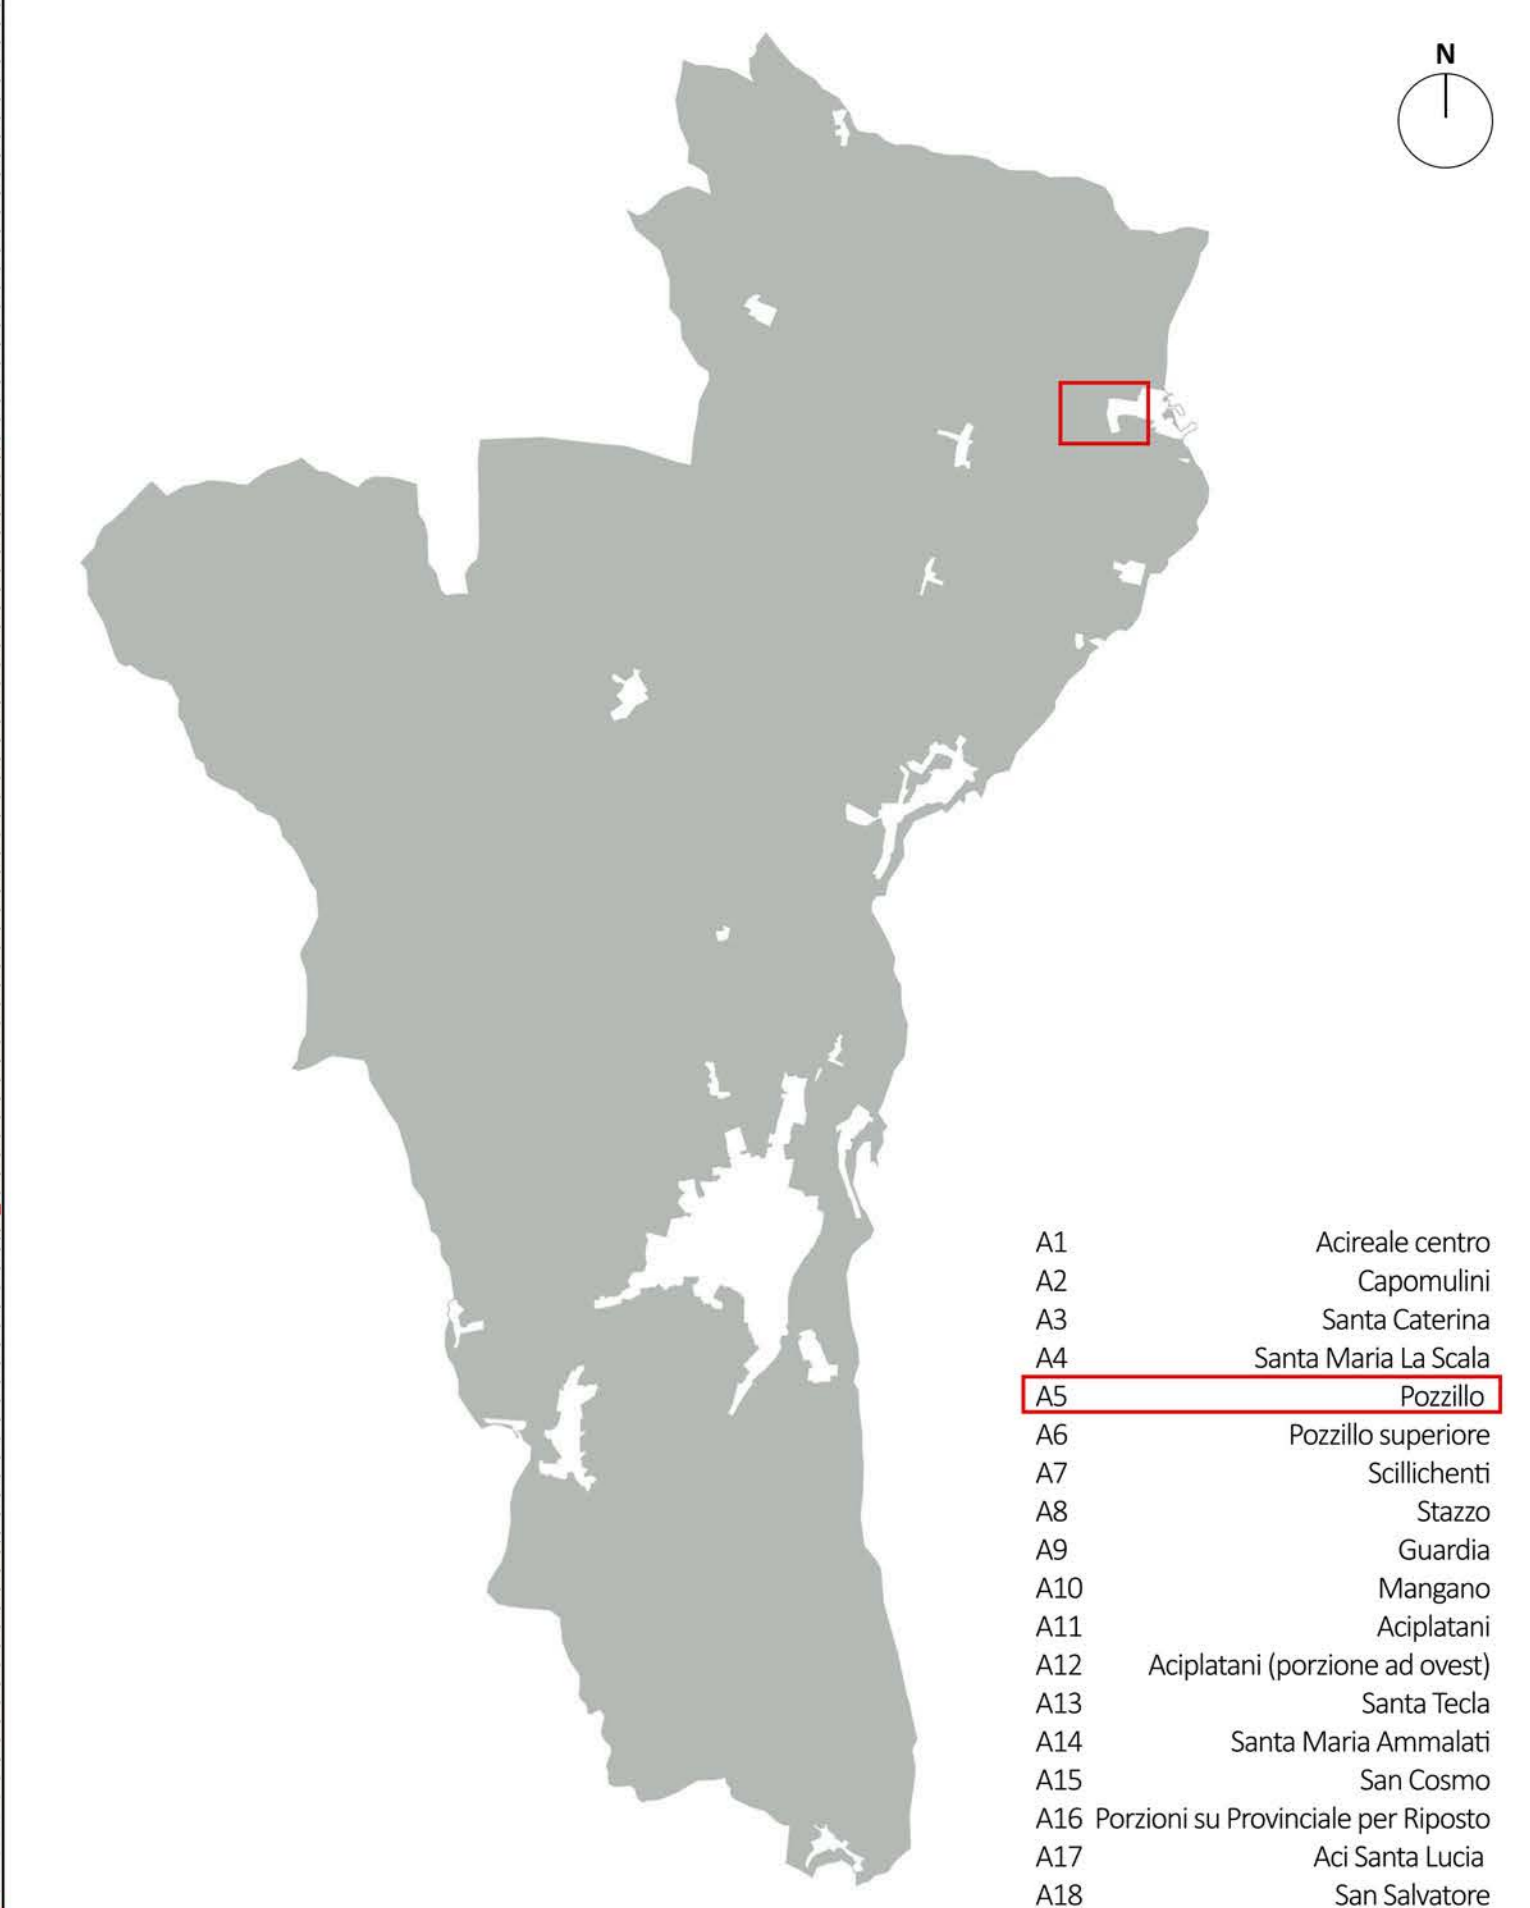 N
A1 Acireale centro
A2 Capomulini
A3 Santa Caterina
A4 Santa Maria La Scala
A5 Pozzillo
A6 Pozzillo superiore
A7 Scillichenti
A8 Stazzo
A9 Guardia
A10 Mangano
A11 Aciplatani
A12 Aciplatani (porzione ad ovest)
A13 Santa Tecla
A14 Santa Maria Ammalati
A15 San Cosmo
A16 Porzioni su Provinciale per Riposto
A17 Aci Santa Lucia
A18 San Salvatore